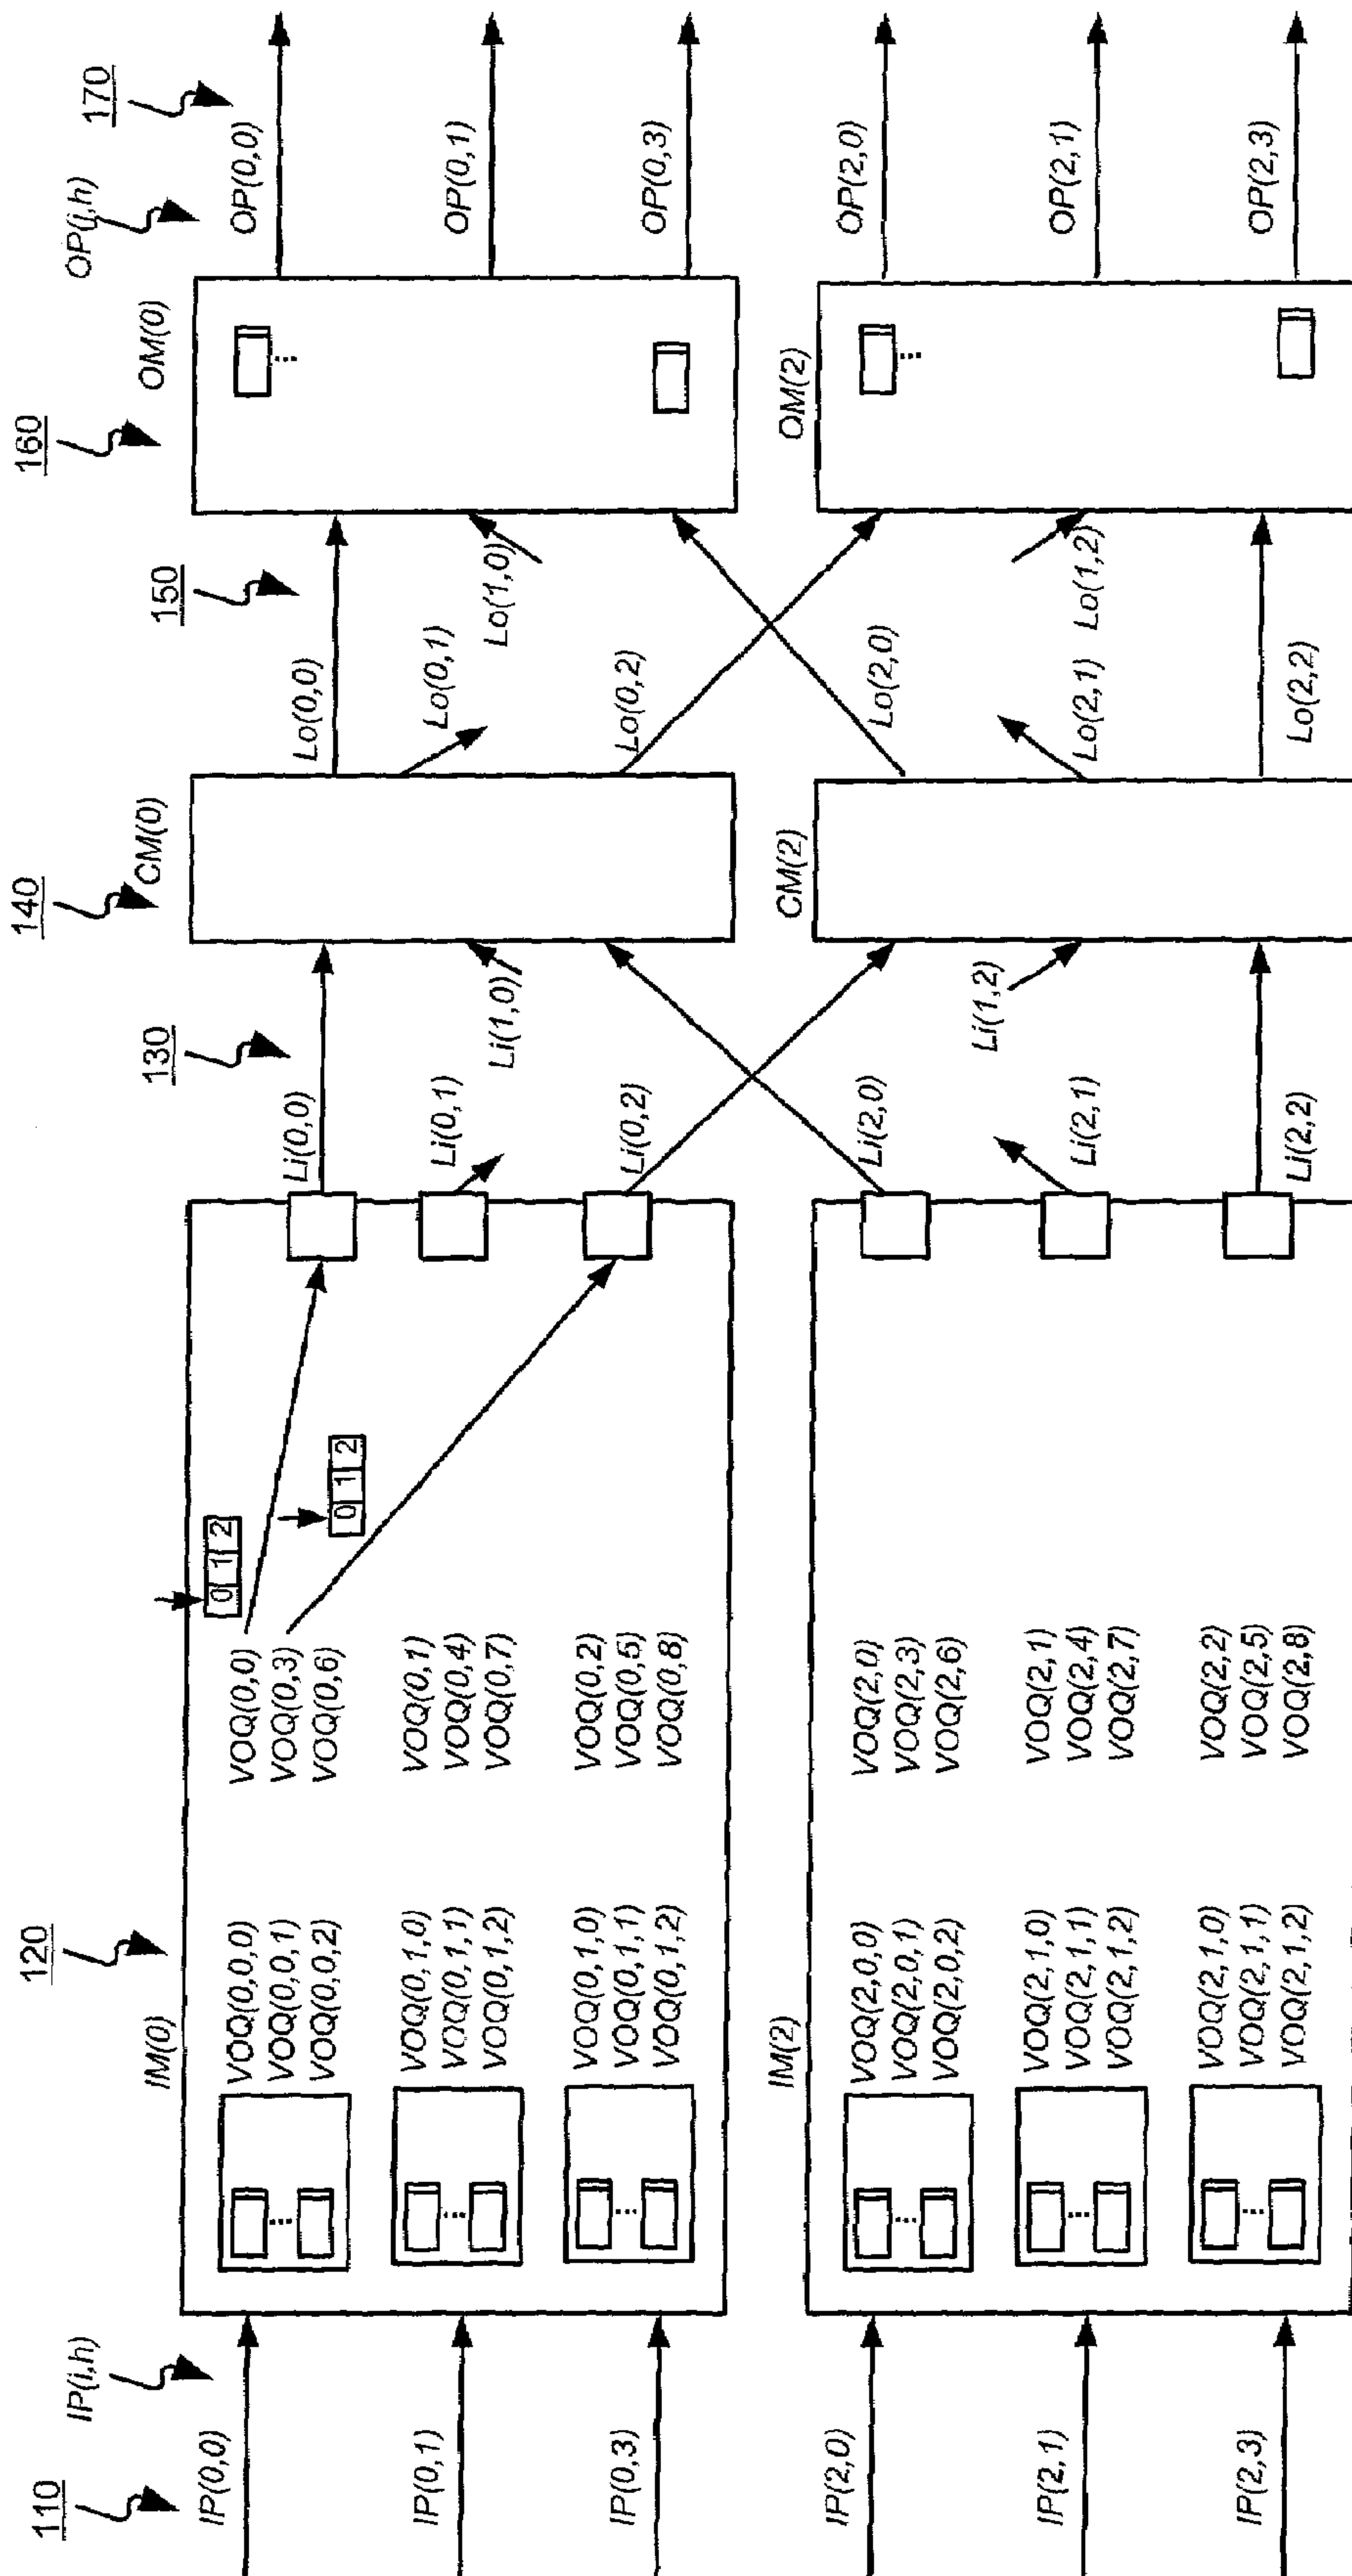 110
IP(i,h)
IP(0,0)
IP(0,1)
IP(0,3)
IP(2,0)
IP(2,1)
IP(2,3)
120
IM(0)
VOQ(0,0,0)
VOQ(0,0,1)
VOQ(0,0,2)
VOQ(0,1,0)
VOQ(0,1,1)
VOQ(0,1,2)
VOQ(0,1,0)
VOQ(0,1,1)
VOQ(0,1,2)
VOQ(0,0)
VOQ(0,3)
VOQ(0,6)
VOQ(0,1)
VOQ(0,4)
VOQ(0,7)
VOQ(0,2)
VOQ(0,5)
VOQ(0,8)
0 1 2
0 1 2
IM(2)
VOQ(2,0,0)
VOQ(2,0,1)
VOQ(2,0,2)
VOQ(2,1,0)
VOQ(2,1,1)
VOQ(2,1,2)
VOQ(2,1,0)
VOQ(2,1,1)
VOQ(2,1,2)
VOQ(2,0)
VOQ(2,3)
VOQ(2,6)
VOQ(2,1)
VOQ(2,4)
VOQ(2,7)
VOQ(2,2)
VOQ(2,5)
VOQ(2,8)
130
Li(0,0)
Li(0,1)
Li(1,0)
Li(0,2)
Li(2,0)
Li(1,2)
Li(2,1)
Li(2,2)
140
CM(0)
CM(2)
150
Lo(0,0)
Lo(0,1)
Lo(1,0)
Lo(0,2)
Lo(2,0)
Lo(2,1)
Lo(1,2)
Lo(2,2)
160
OM(0)
OM(2)
170
OP(j,h)
OP(0,0)
OP(0,1)
OP(0,3)
OP(2,0)
OP(2,1)
OP(2,3)